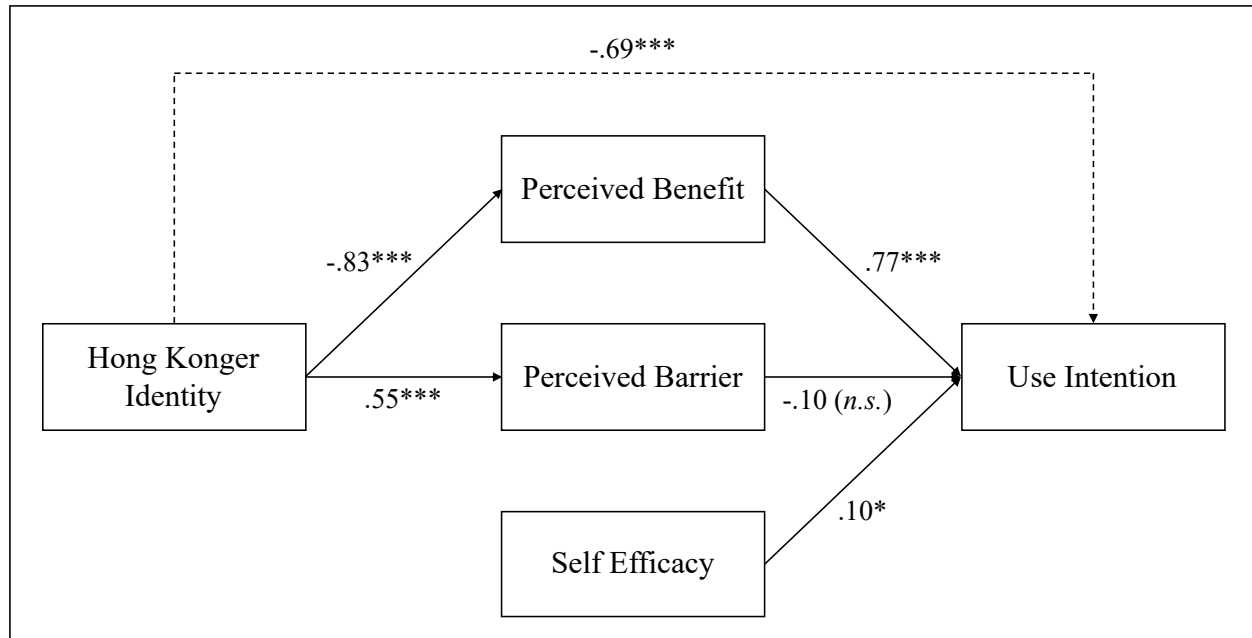 -.69***
Perceived Benefit
-.83***
.77***
Hong Konger
Identity
Perceived Barrier
Use Intention
.55***
-.10 (n.s.)
.10*
Self Efficacy